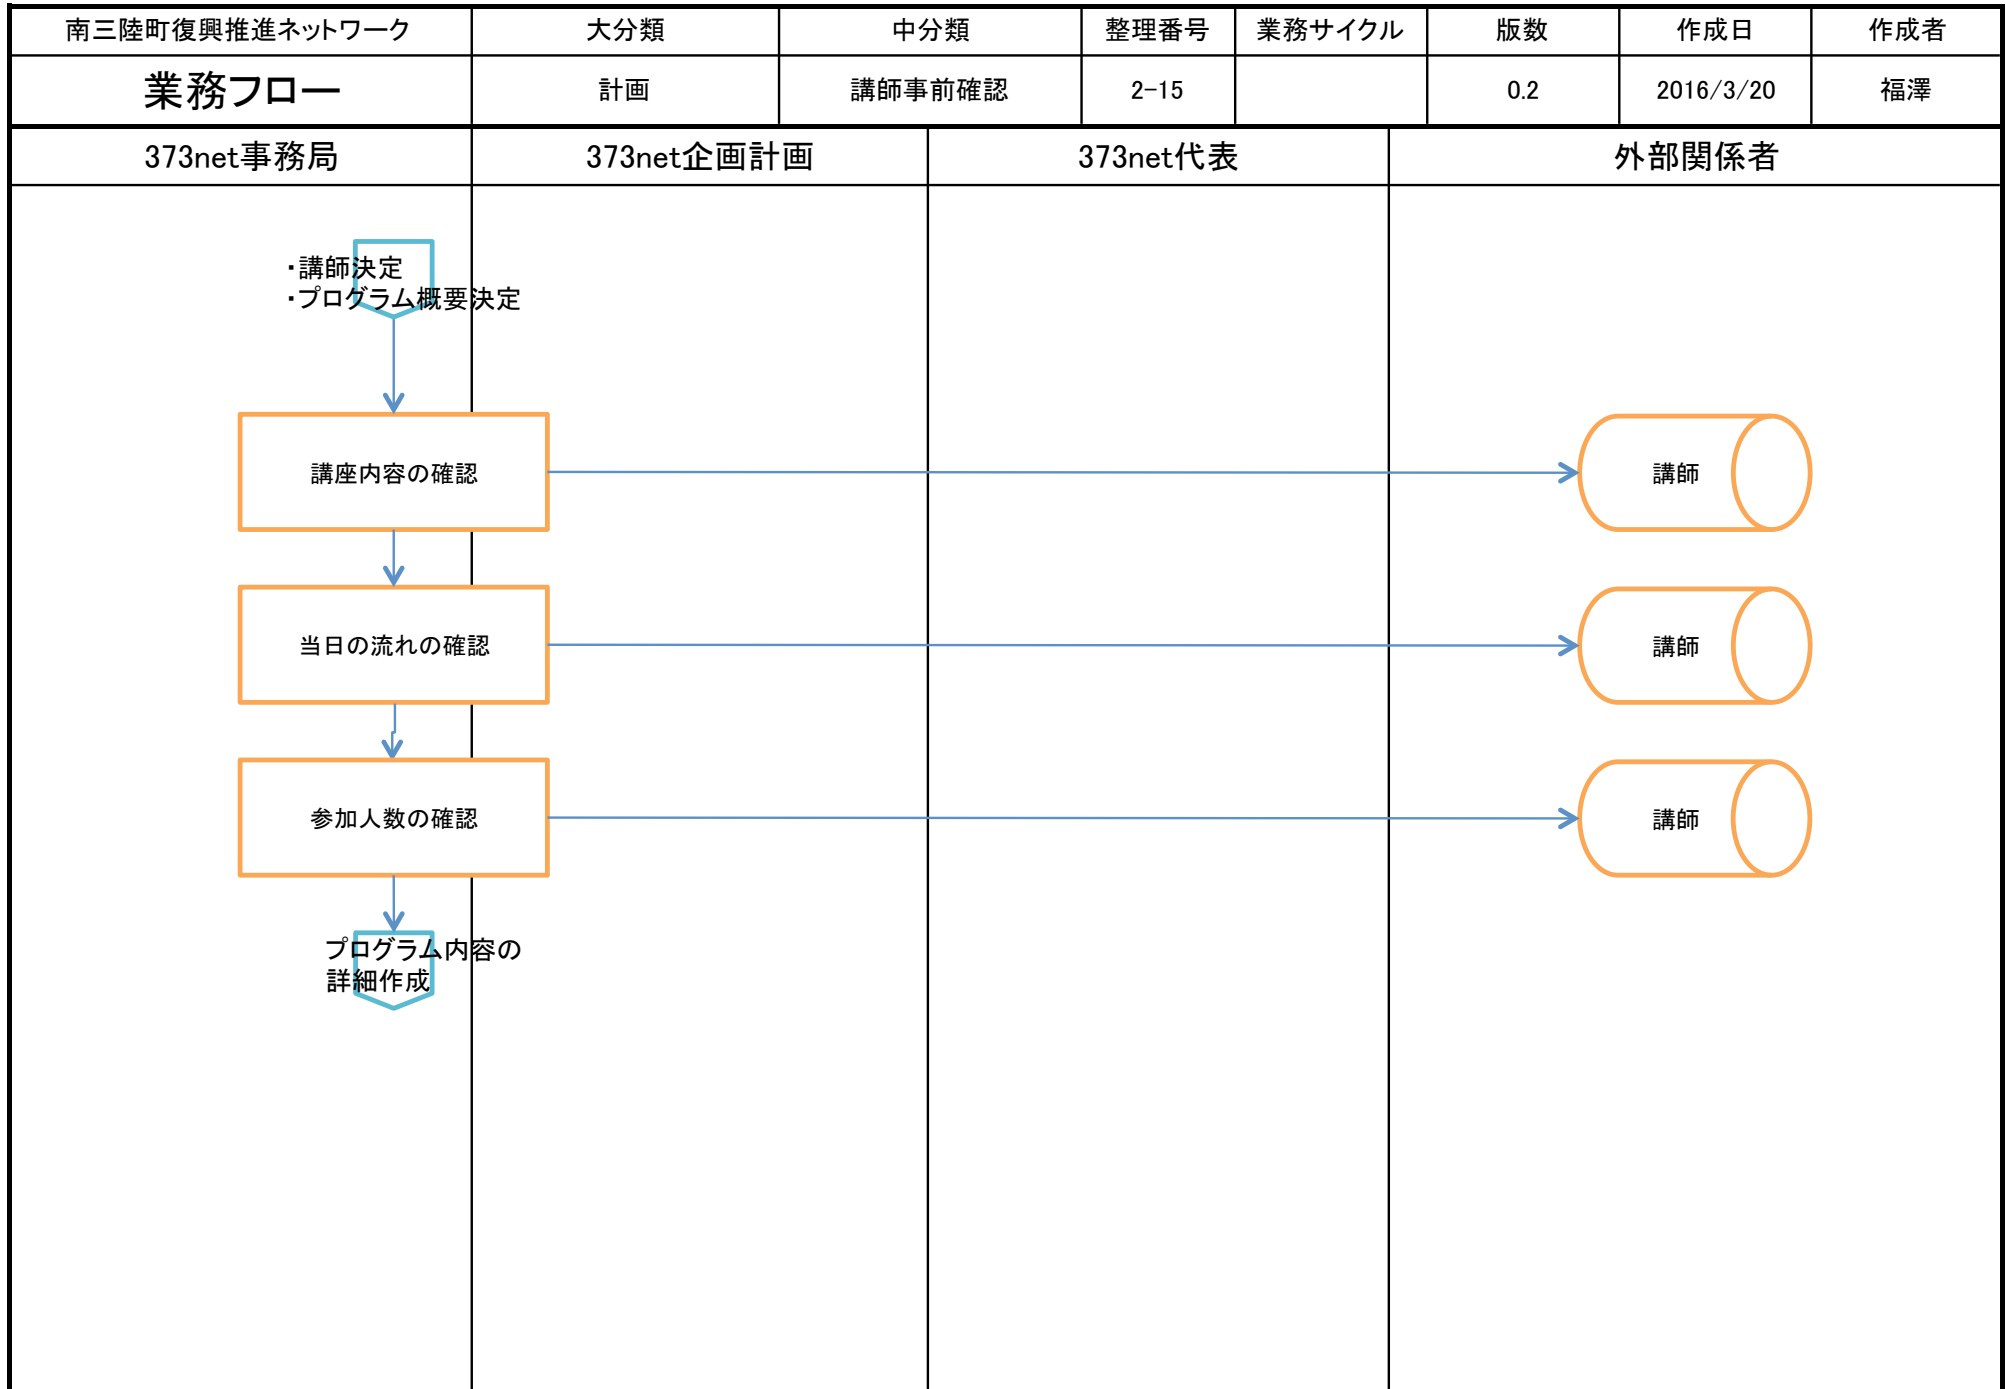 南三陸町復興推進ネットワーク 大分類 中分類 整理番号 業務サイクル 版数 作成日 作成者
業務フロー 計画 講師事前確認 2-15 0.2 2016/3/20 福澤
373net事務局 373net企画計画 373net代表 外部関係者
・講師決定
・プログラム概要決定
講座内容の確認 講師
当日の流れの確認 講師
参加人数の確認 講師
プログラム内容の
詳細作成